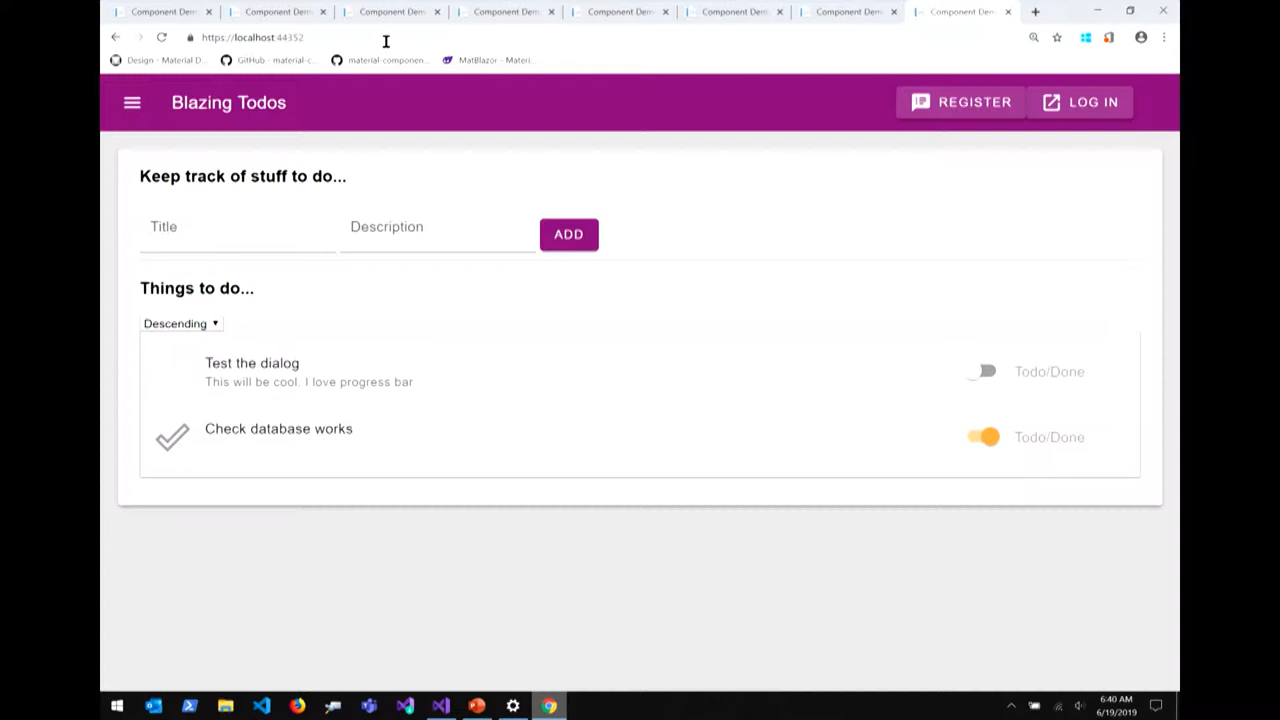 Component Dem Component Dem Component Dem Component Dem Component Dem Component Dem Component Dem Component Dem
https://localhost:44352
Design - Material D... GitHub - material-c... material-componen... MatBlazor - Materi...
Blazing Todos
REGISTER
LOG IN
Keep track of stuff to do...
Title Description ADD
Things to do...
Descending
Test the dialog
This will be cool. I love progress bar
Todo/Done
Check database works
Todo/Done
6:40 AM
6/19/2019